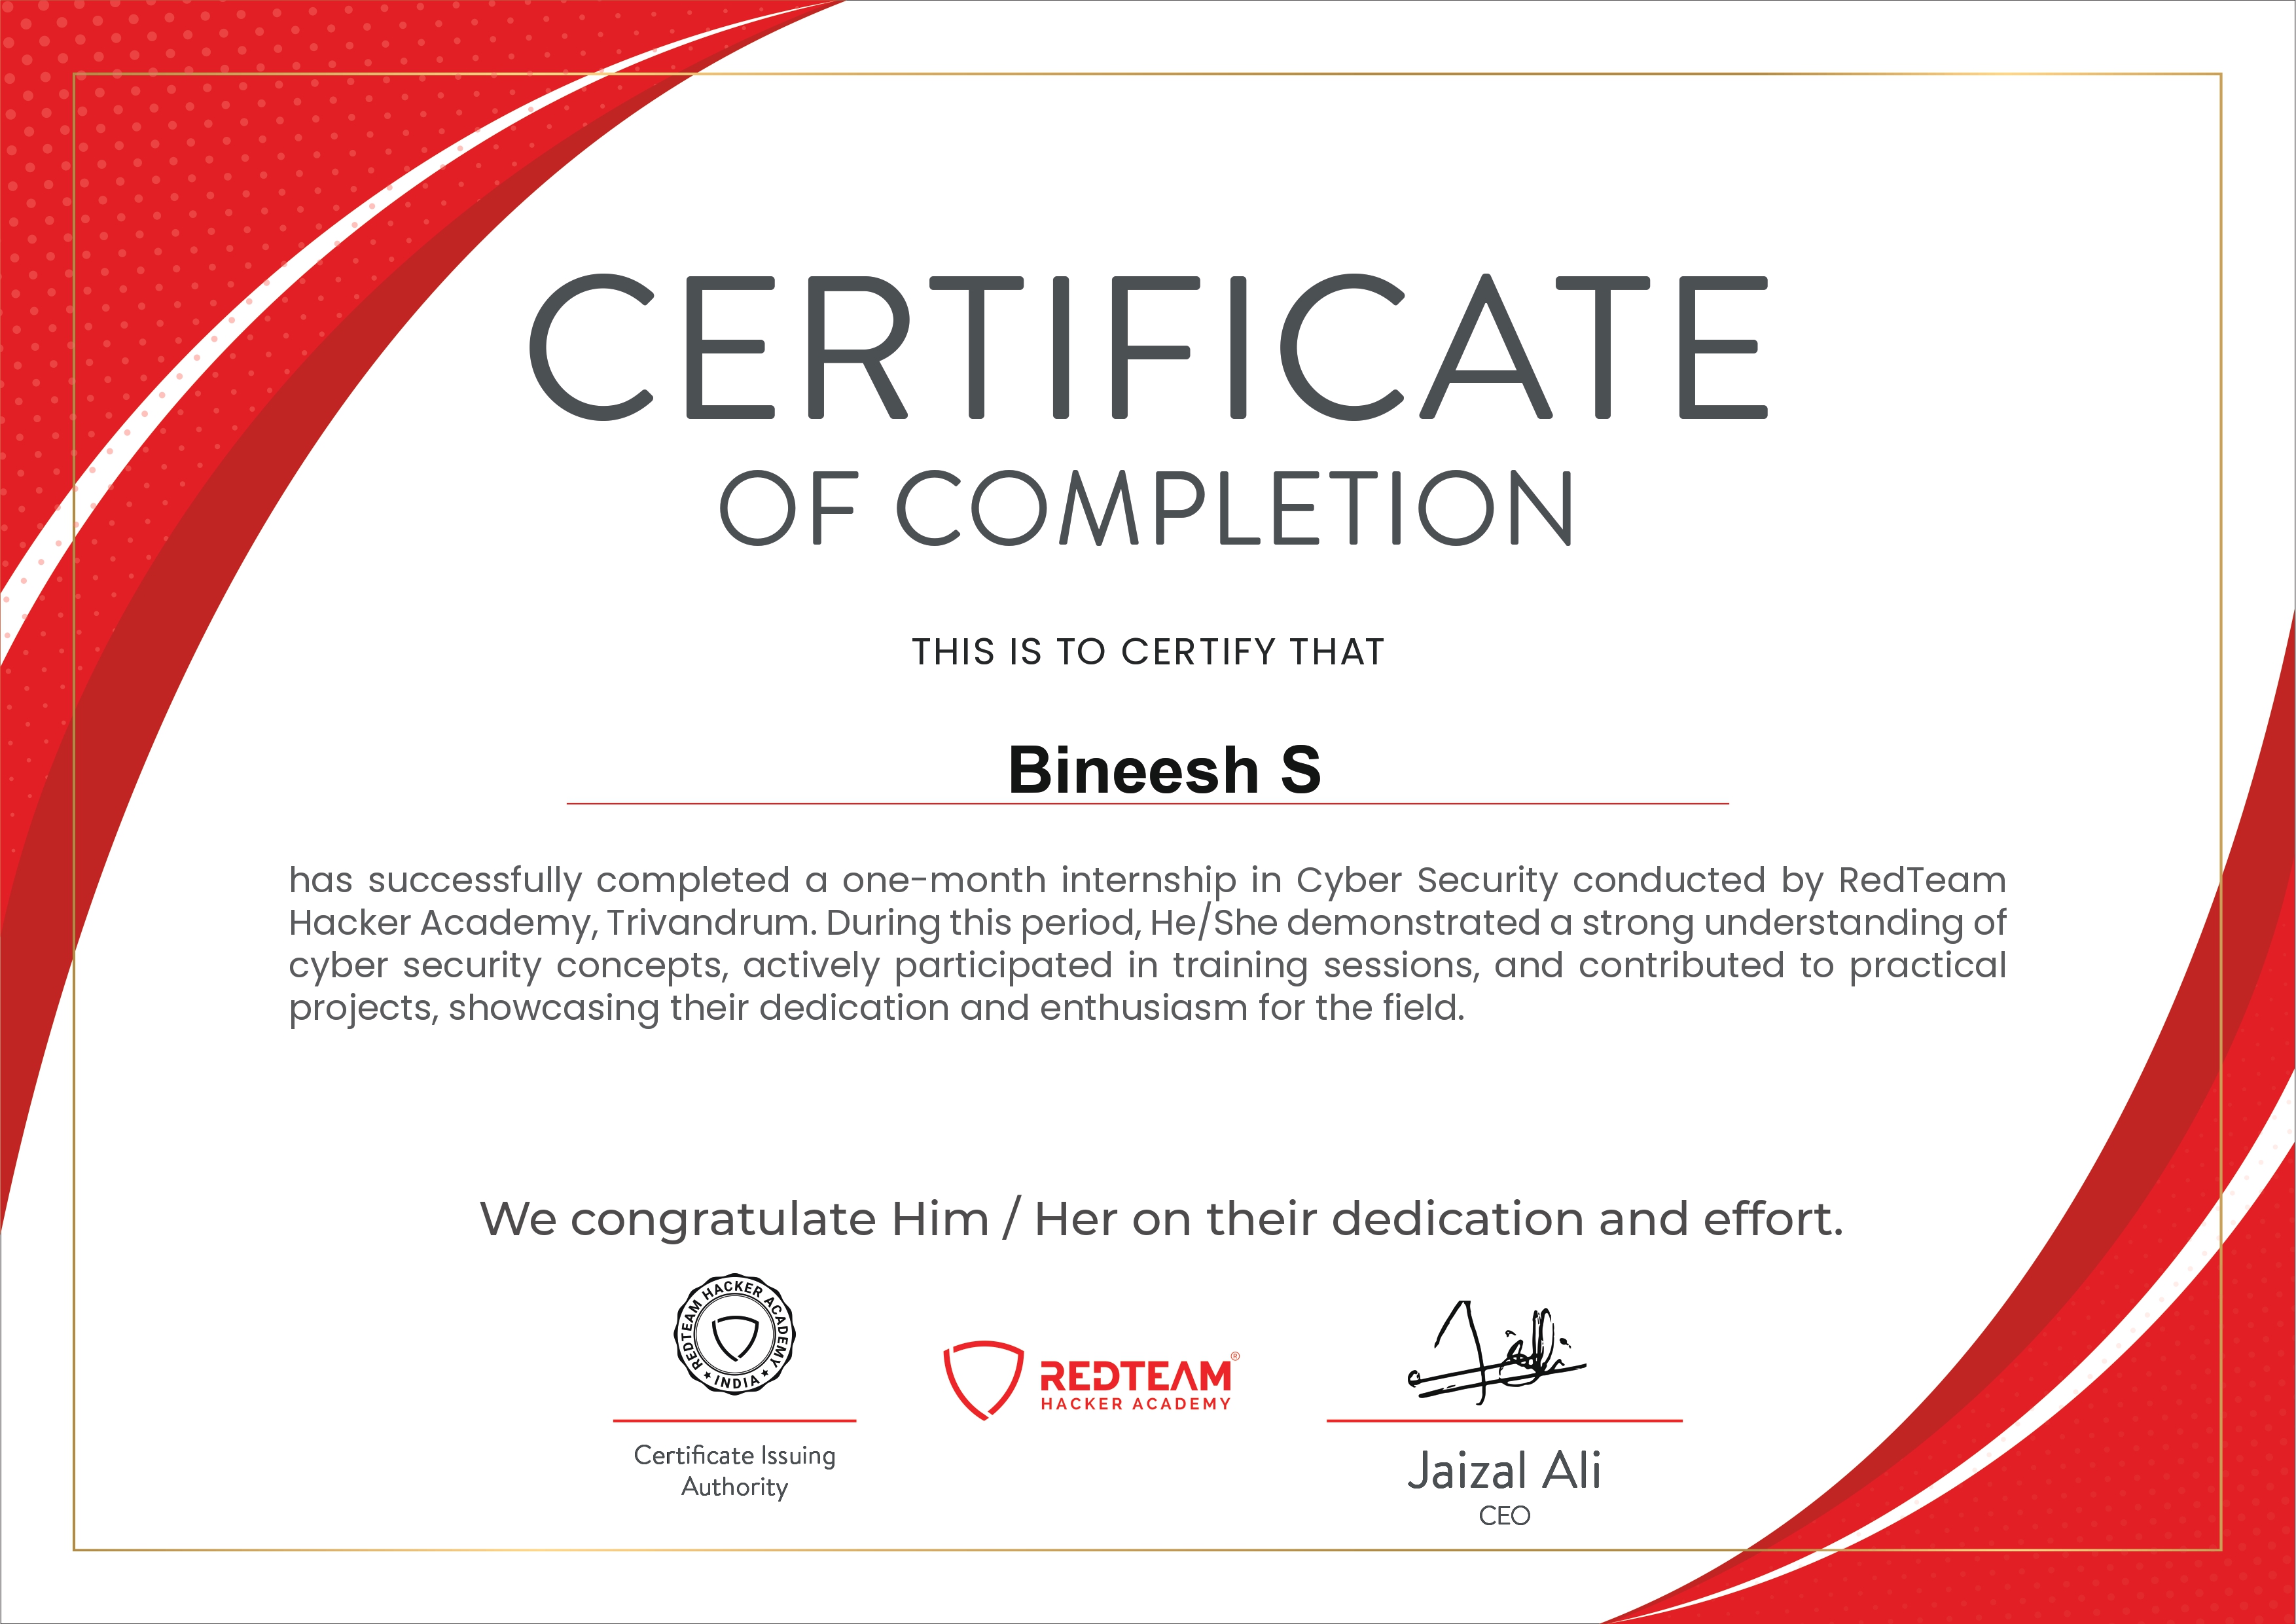 CERTIFICATE
OF COMPLETION
THIS IS TO CERTIFY THAT
Bineesh S
has successfully completed a one-month internship in Cyber Security conducted by RedTeam
Hacker Academy, Trivandrum. During this period, He/She demonstrated a strong understanding of
cyber security concepts, actively participated in training sessions, and contributed to practical
projects, showcasing their dedication and enthusiasm for the field.
We congratulate Him / Her on their dedication and effort.
REDTEAM HACKER ACADEMY
INDIA
REDTEAM®
HACKER ACADEMY
Certificate Issuing
Authority
Jaizal Ali
CEO